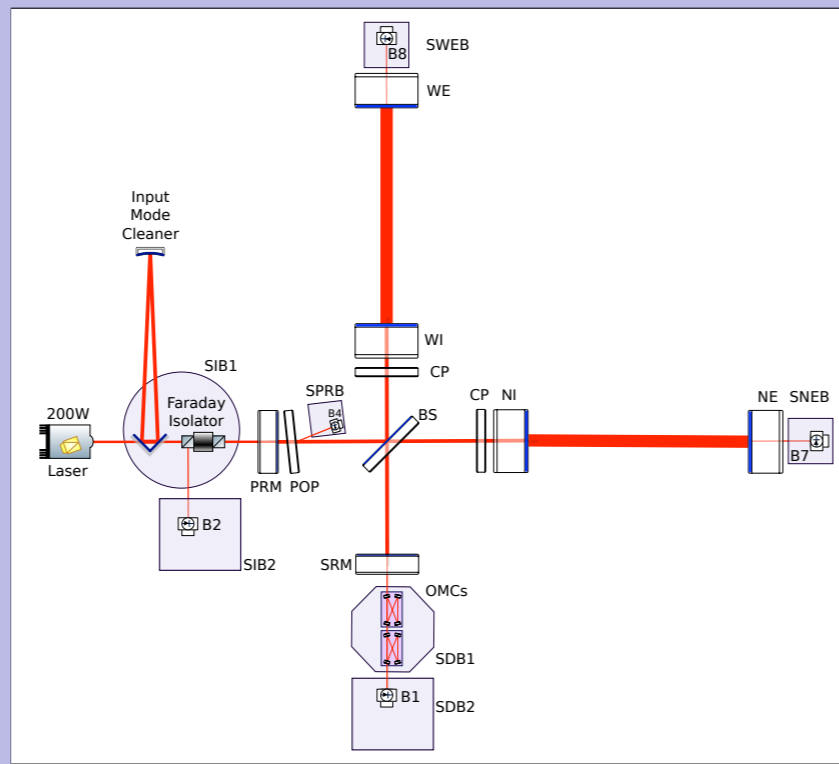 B8
SWEB
WE
Input
Mode
Cleaner
WI
SIB1
CP
SPRB
CP
NI
NE
SNEB
200W
Faraday
Isolator
B4
BS
Laser
PRM
POP
B7
B2
SIB2
SRM
OMCs
SDB1
B1
SDB2